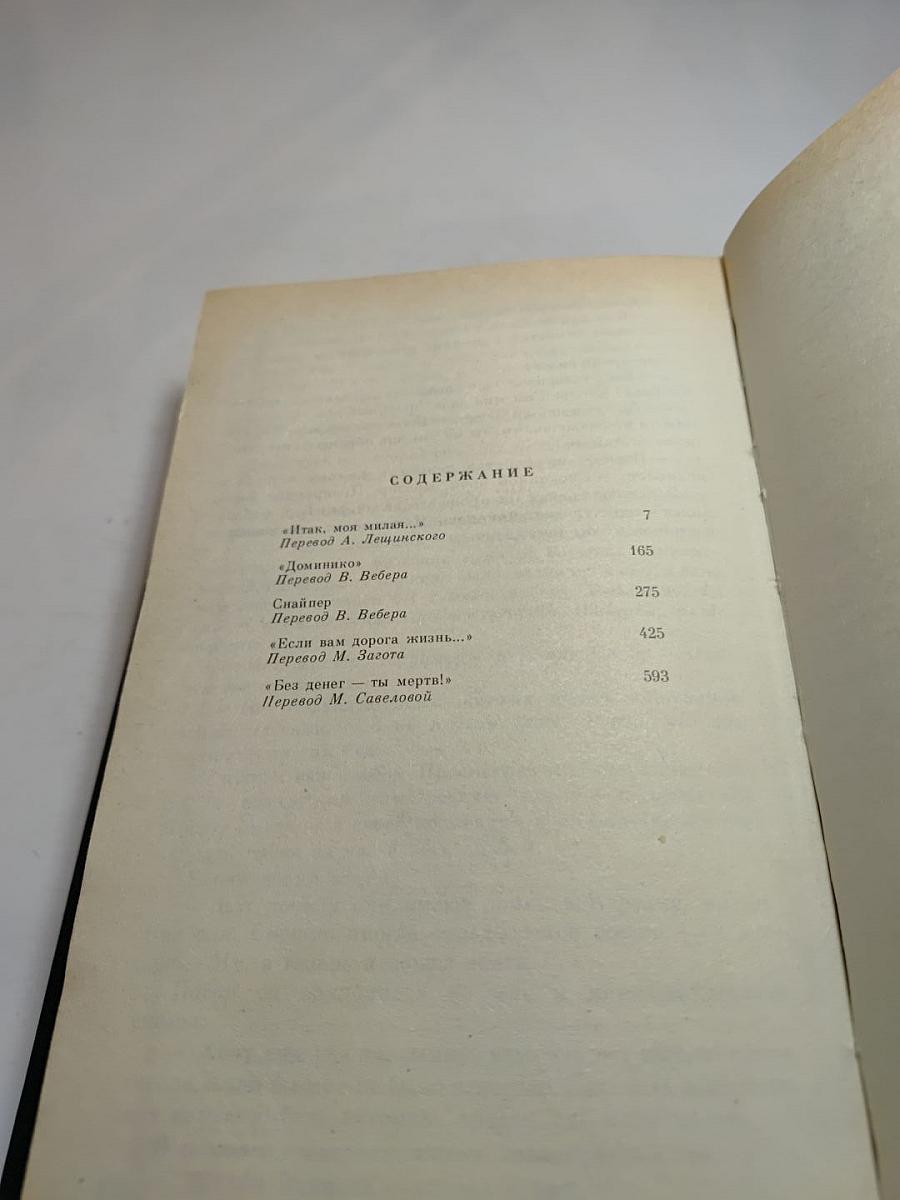 СОДЕРЖАНИЕ
«Итак, моя милая...» 7
Перевод А. Лещинского
«Доминико» 165
Перевод В. Вебера
Снайпер 275
Перевод В. Вебера
«Если вам дорога жизнь...» 425
Перевод М. Загота
«Без денег — ты мертв!» 593
Перевод М. Савеловой